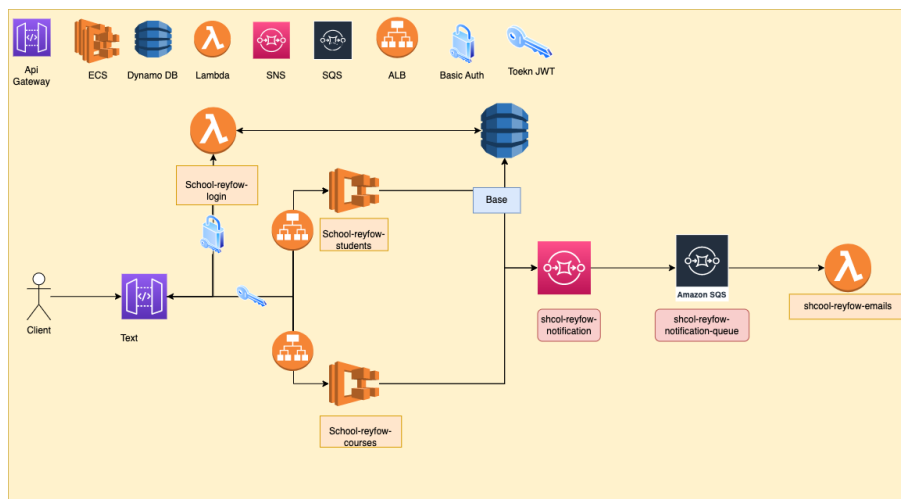 Api
Gateway
ECS
Dynamo DB
Lambda
SNS
SQS
ALB
Basic Auth
Toekn JWT
School-reyfow-
login
Base
School-reyfow-
students
Client
Text
shcol-reyfow-
notification
Amazon SQS
shcol-reyfow-
notification-queue
shcool-reyfow-emails
School-reyfow-
courses